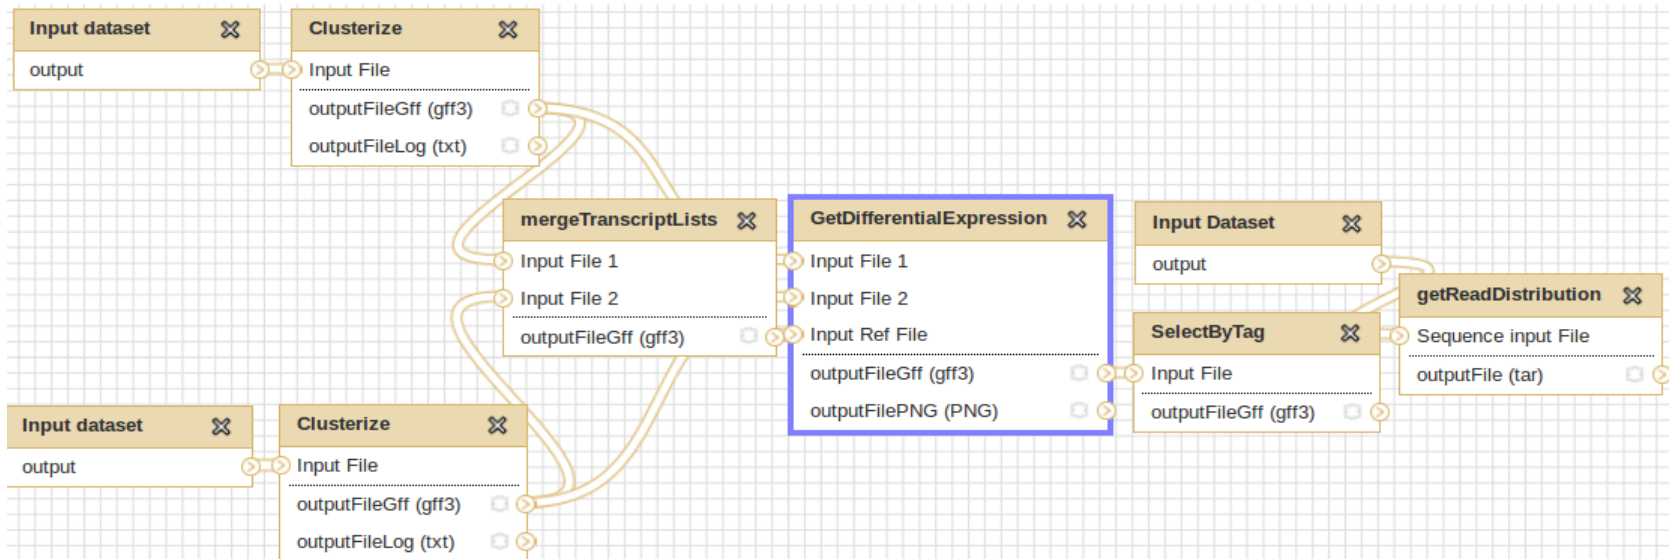 Input dataset
output
Clusterize
Input File
outputFileGff (gff3)
outputFileLog (txt)
mergeTranscriptLists
Input File 1
Input File 2
outputFileGff (gff3)
GetDifferentialExpression
Input File 1
Input File 2
Input Ref File
outputFileGff (gff3)
outputFilePNG (PNG)
Input Dataset
output
getReadDistribution
Sequence input File
outputFile (tar)
SelectByTag
Input File
outputFileGff (gff3)
Input dataset
output
Clusterize
Input File
outputFileGff (gff3)
outputFileLog (txt)